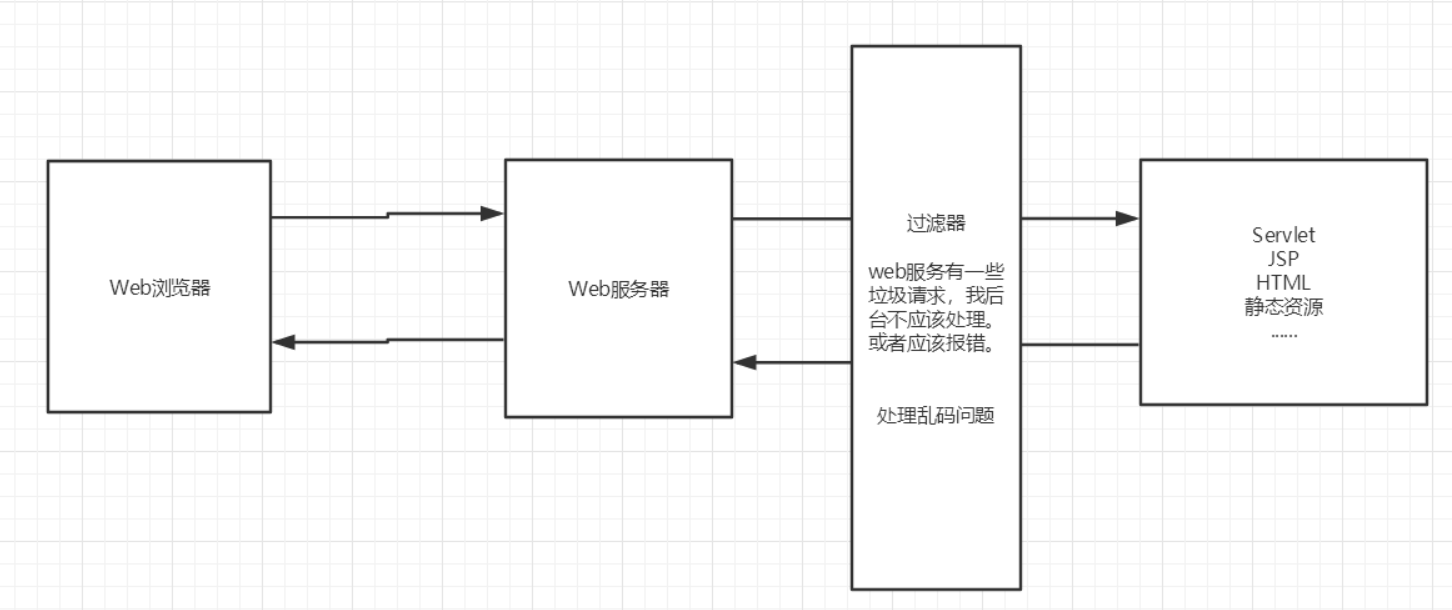 Web浏览器
Web服务器
过滤器
web服务有一些
垃圾请求，我后
台不应该处理。
或者应该报错。
处理乱码问题
Servlet
JSP
HTML
静态资源
......